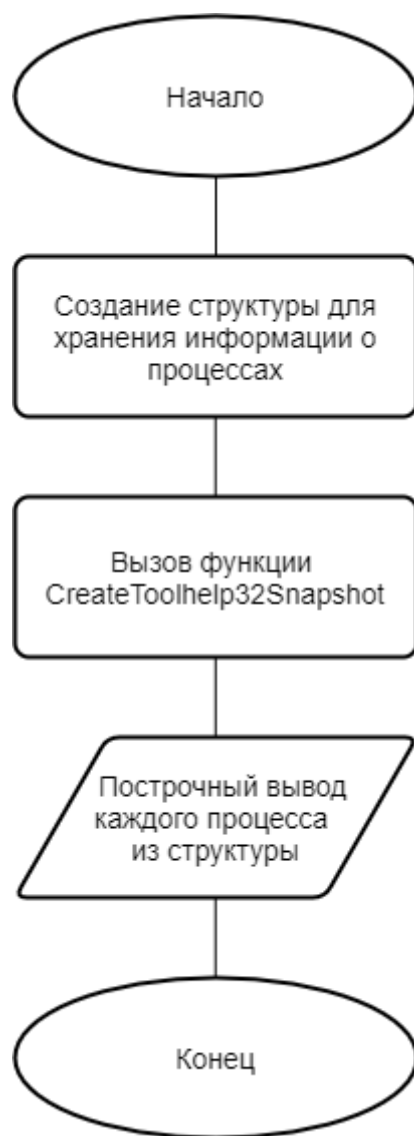 Начало
Создание структуры для
хранения информации о
процессах
Вызов функции
CreateToolhelp32Snapshot
Построчный вывод
каждого процесса
из структуры
Конец